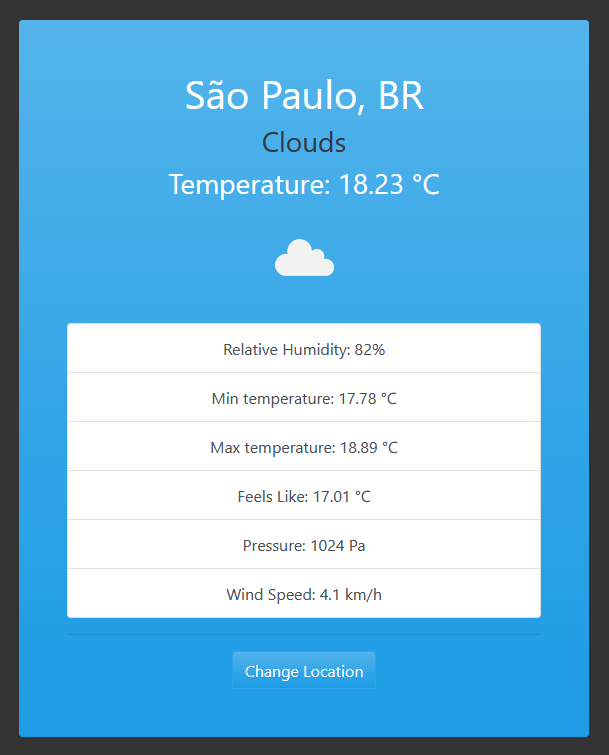 São Paulo, BR
Clouds
Temperature: 18.23 °C
Relative Humidity: 82%
Min temperature: 17.78 °C
Max temperature: 18.89 °C
Feels Like: 17.01 °C
Pressure: 1024 Pa
Wind Speed: 4.1 km/h
Change Location